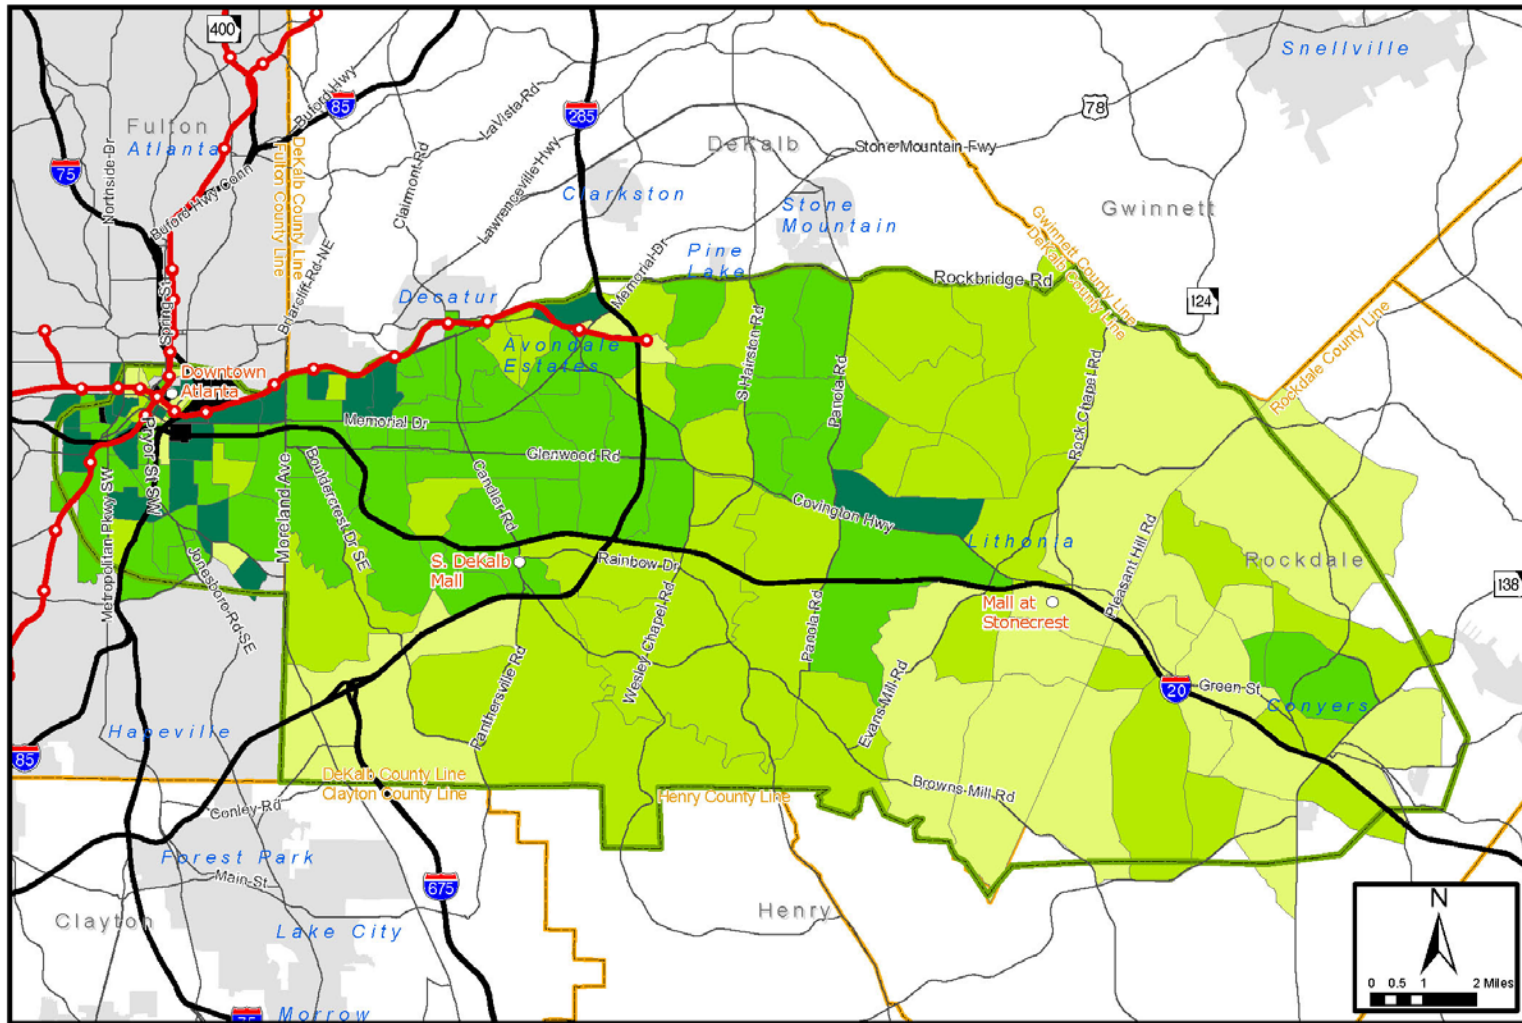 400
Snellville
Fulton
Atlanta
Northside Dr
75
Buford Hwy
85
LaVista Rd
285
78
DeKalb
Stone Mountain Fwy
DeKalb County Line
Fulton County Line
Buford Hwy Conn
Clairmont Rd
Lawrenceville Hwy
Clarkston
Stone
Mountain
Gwinnett
Gwinnett County Line
DeKalb County Line
Pine
Lake
Memorial Dr
Rockbridge Rd
Spring St
Briarcliff Rd NE
Decatur
124
Rockdale County Line
Avondale
Estates
S Hairston Rd
Panola Rd
Rock Chapel Rd
Downtown
Atlanta
Memorial Dr
Glenwood Rd
Metropolitan Pkwy SW
Pryor St SW
Moreland Ave
Bouldercrest Dr SE
Candler Rd
Covington Hwy
Lithonia
Pleasant Hill Rd
Rockdale
Jonesboro Rd SE
S. DeKalb
Mall
Rainbow Dr
Wesley Chapel Rd
Panola Rd
Mall at
Stonecrest
138
Panthersville Rd
Evans Mill Rd
20
Green St
Conyers
Hapeville
85
DeKalb County Line
Clayton County Line
Henry County Line
Browns Mill Rd
Conley Rd
Forest Park
Main St
675
Clayton
Lake City
Henry
75
Morrow
N
0 0.5 1 2 Miles